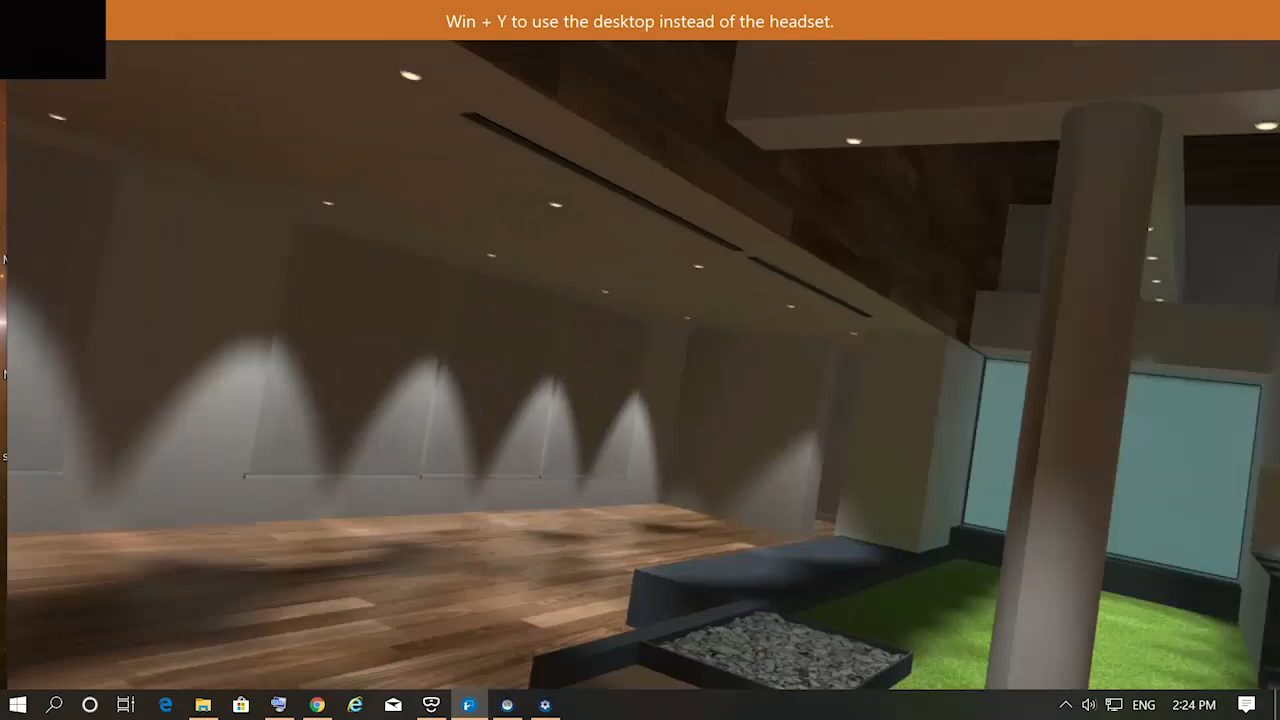 Win + Y to use the desktop instead of the headset.
ENG
2:24 PM